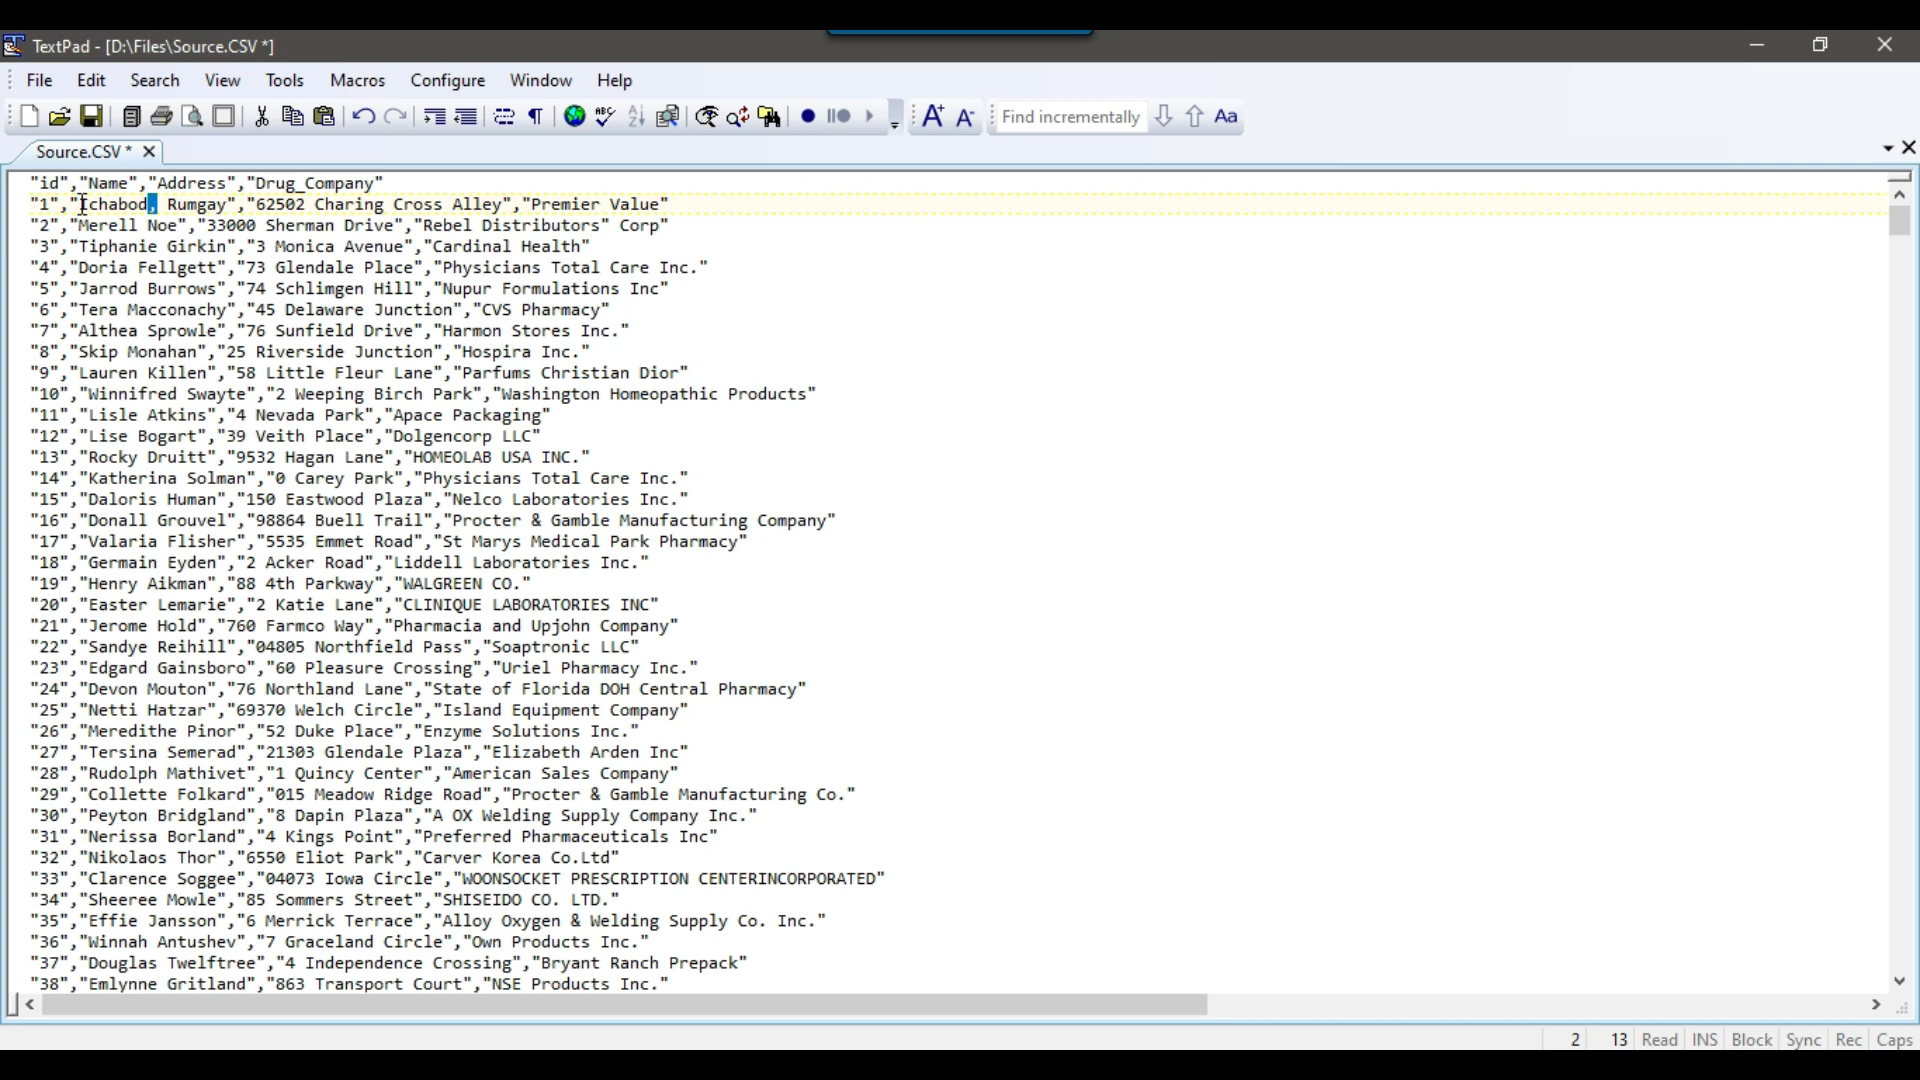 TextPad - [D:\Files\Source.CSV *]
File Edit Search View Tools Macros Configure Window Help
Find incrementally Aa
Source.CSV *
"id","Name","Address","Drug_Company"
"1","Ichabod, Rumgay","62502 Charing Cross Alley","Premier Value"
"2","Merell Noe","33000 Sherman Drive","Rebel Distributors" Corp"
"3","Tiphanie Girkin","3 Monica Avenue","Cardinal Health"
"4","Doria Fellgett","73 Glendale Place","Physicians Total Care Inc."
"5","Jarrod Burrows","74 Schlimgen Hill","Nupur Formulations Inc"
"6","Tera Macconachy","45 Delaware Junction","CVS Pharmacy"
"7","Althea Sprowle","76 Sunfield Drive","Harmon Stores Inc."
"8","Skip Monahan","25 Riverside Junction","Hospira Inc."
"9","Lauren Killen","58 Little Fleur Lane","Parfums Christian Dior"
"10","Winnifred Swayte","2 Weeping Birch Park","Washington Homeopathic Products"
"11","Lisle Atkins","4 Nevada Park","Apace Packaging"
"12","Lise Bogart","39 Veith Place","Dolgencorp LLC"
"13","Rocky Druitt","9532 Hagan Lane","HOMEOLAB USA INC."
"14","Katherina Solman","0 Carey Park","Physicians Total Care Inc."
"15","Daloris Human","150 Eastwood Plaza","Nelco Laboratories Inc."
"16","Donall Grouvel","98864 Buell Trail","Procter & Gamble Manufacturing Company"
"17","Valaria Flisher","5535 Emmet Road","St Marys Medical Park Pharmacy"
"18","Germain Eyden","2 Acker Road","Liddell Laboratories Inc."
"19","Henry Aikman","88 4th Parkway","WALGREEN CO."
"20","Easter Lemarie","2 Katie Lane","CLINIQUE LABORATORIES INC"
"21","Jerome Hold","760 Farmco Way","Pharmacia and Upjohn Company"
"22","Sandye Reihill","04805 Northfield Pass","Soaptronic LLC"
"23","Edgard Gainsboro","60 Pleasure Crossing","Uriel Pharmacy Inc."
"24","Devon Mouton","76 Northland Lane","State of Florida DOH Central Pharmacy"
"25","Netti Hatzar","69370 Welch Circle","Island Equipment Company"
"26","Meredithe Pinor","52 Duke Place","Enzyme Solutions Inc."
"27","Tersina Semerad","21303 Glendale Plaza","Elizabeth Arden Inc"
"28","Rudolph Mathivet","1 Quincy Center","American Sales Company"
"29","Collette Folkard","015 Meadow Ridge Road","Procter & Gamble Manufacturing Co."
"30","Peyton Bridgland","8 Dapin Plaza","A OX Welding Supply Company Inc."
"31","Nerissa Borland","4 Kings Point","Preferred Pharmaceuticals Inc"
"32","Nikolaos Thor","6550 Eliot Park","Carver Korea Co.Ltd"
"33","Clarence Soggee","04073 Iowa Circle","WOONSOCKET PRESCRIPTION CENTERINCORPORATED"
"34","Sheeree Mowle","85 Sommers Street","SHISEIDO CO. LTD."
"35","Effie Jansson","6 Merrick Terrace","Alloy Oxygen & Welding Supply Co. Inc."
"36","Winnah Antushev","7 Graceland Circle","Own Products Inc."
"37","Douglas Twelftree","4 Independence Crossing","Bryant Ranch Prepack"
"38","Emlynne Gritland","863 Transport Court","NSE Products Inc."
2 13 Read INS Block Sync Rec Caps